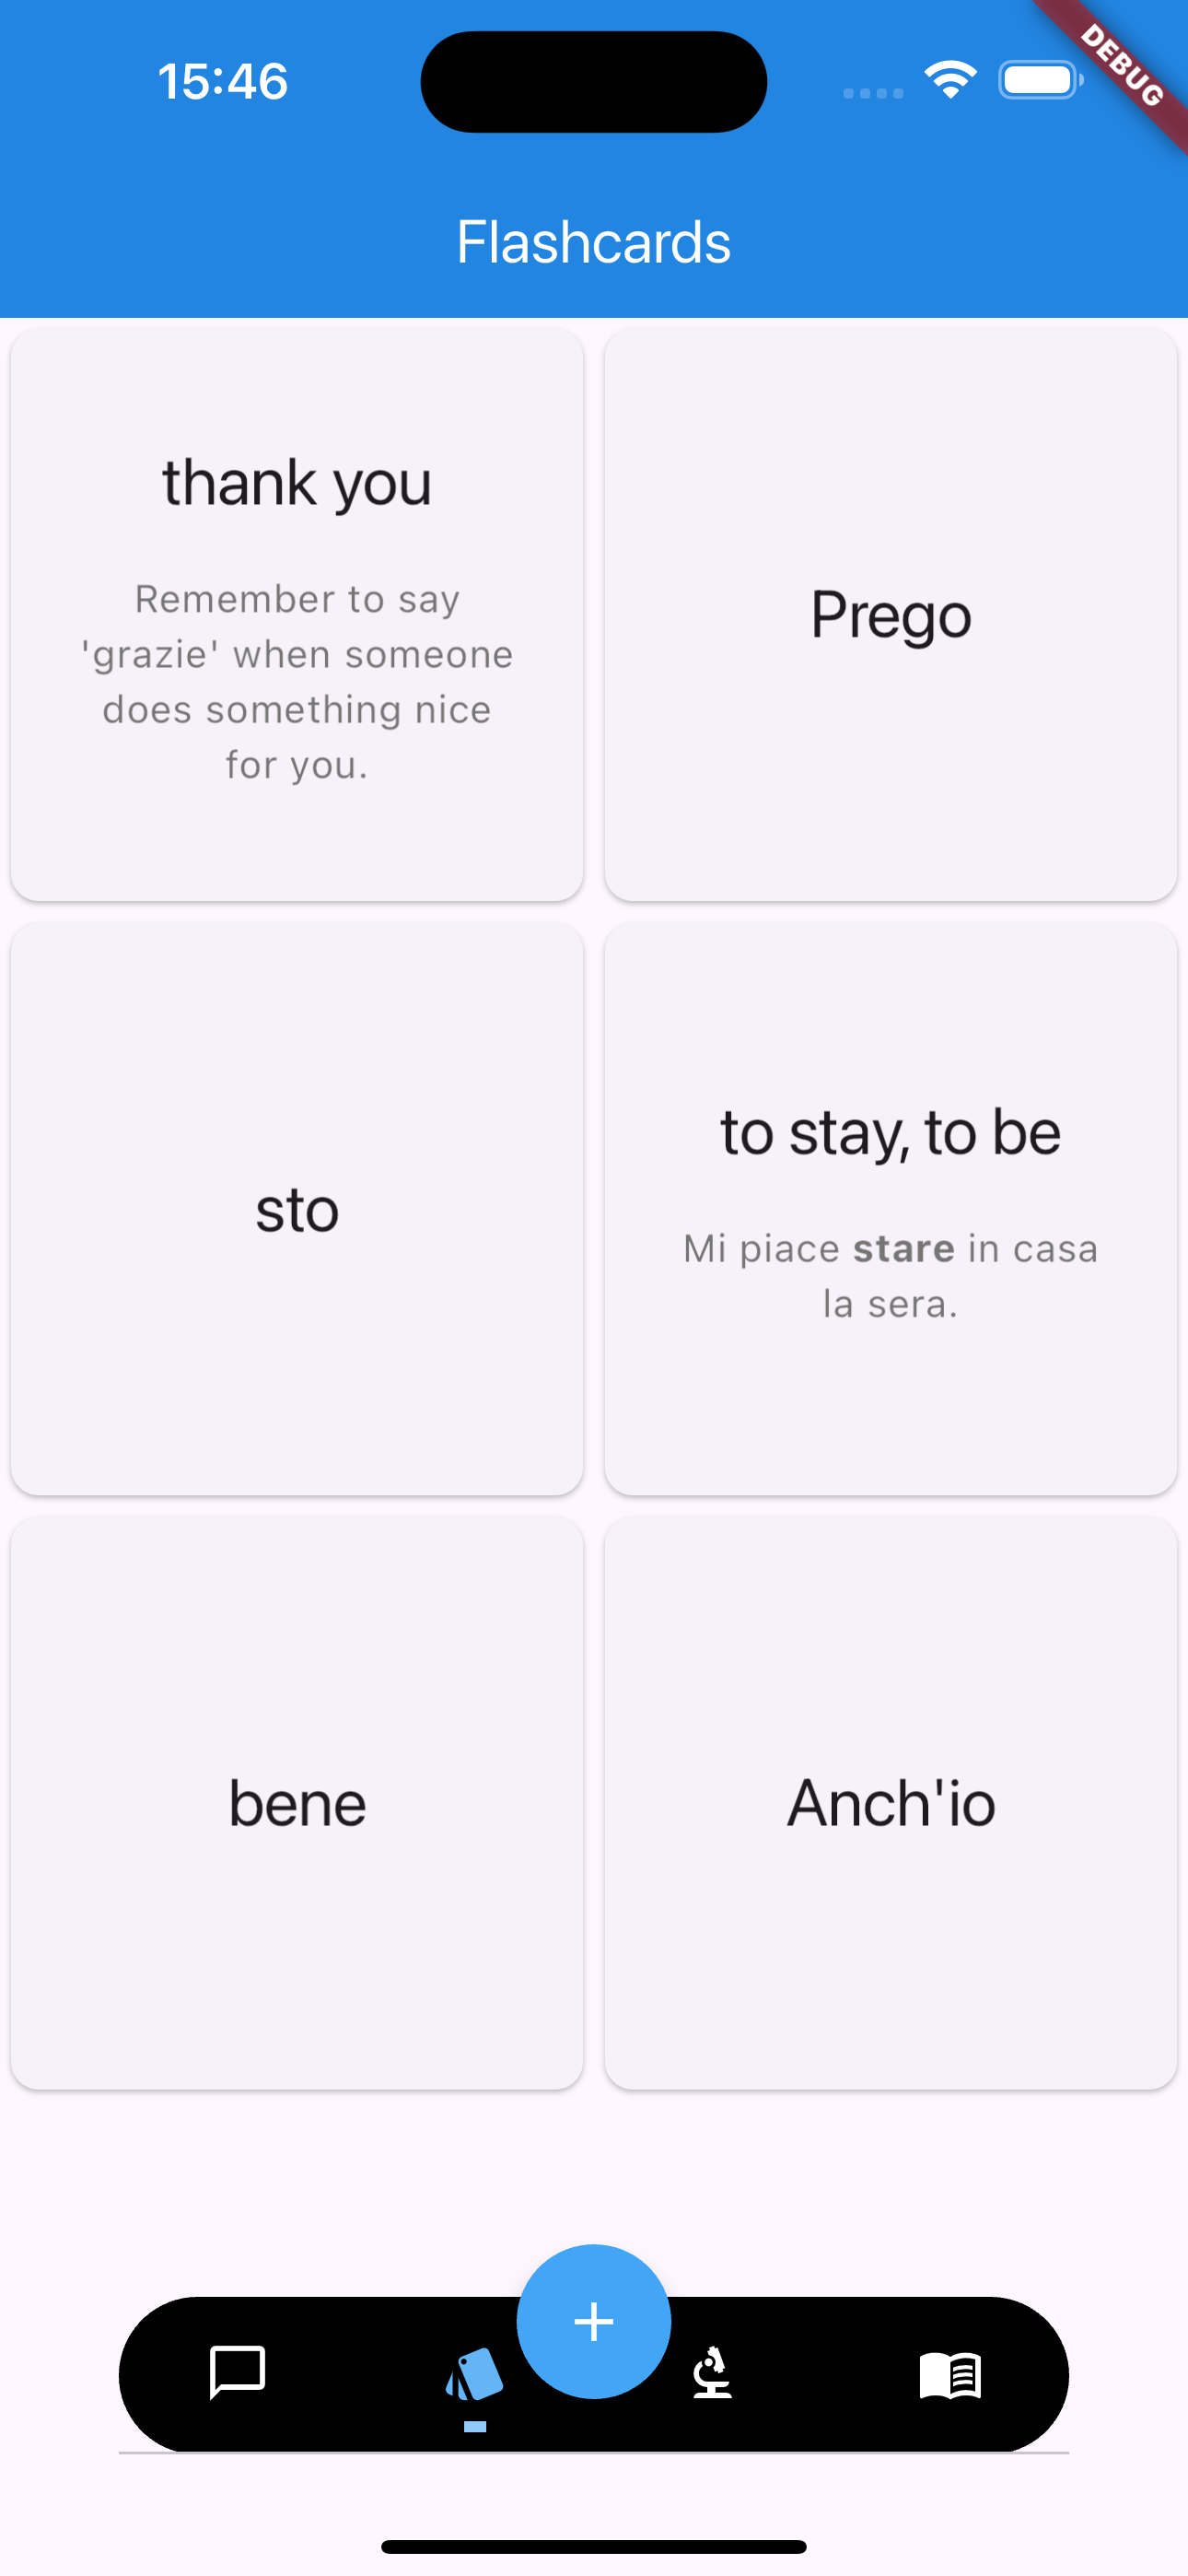 15:46
DEBUG
Flashcards
thank you
Remember to say
'grazie' when someone
does something nice
for you.
Prego
sto
to stay, to be
Mi piace stare in casa
la sera.
bene
Anch'io